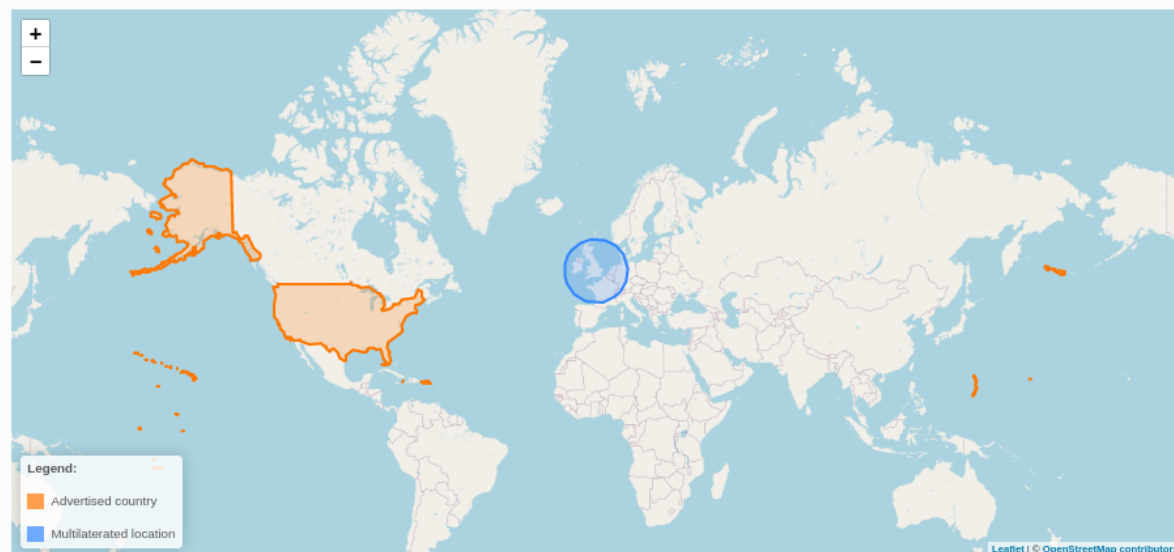 +
−
Legend:
Advertised country
Multilaterated location
Leaflet | © OpenStreetMap contributor